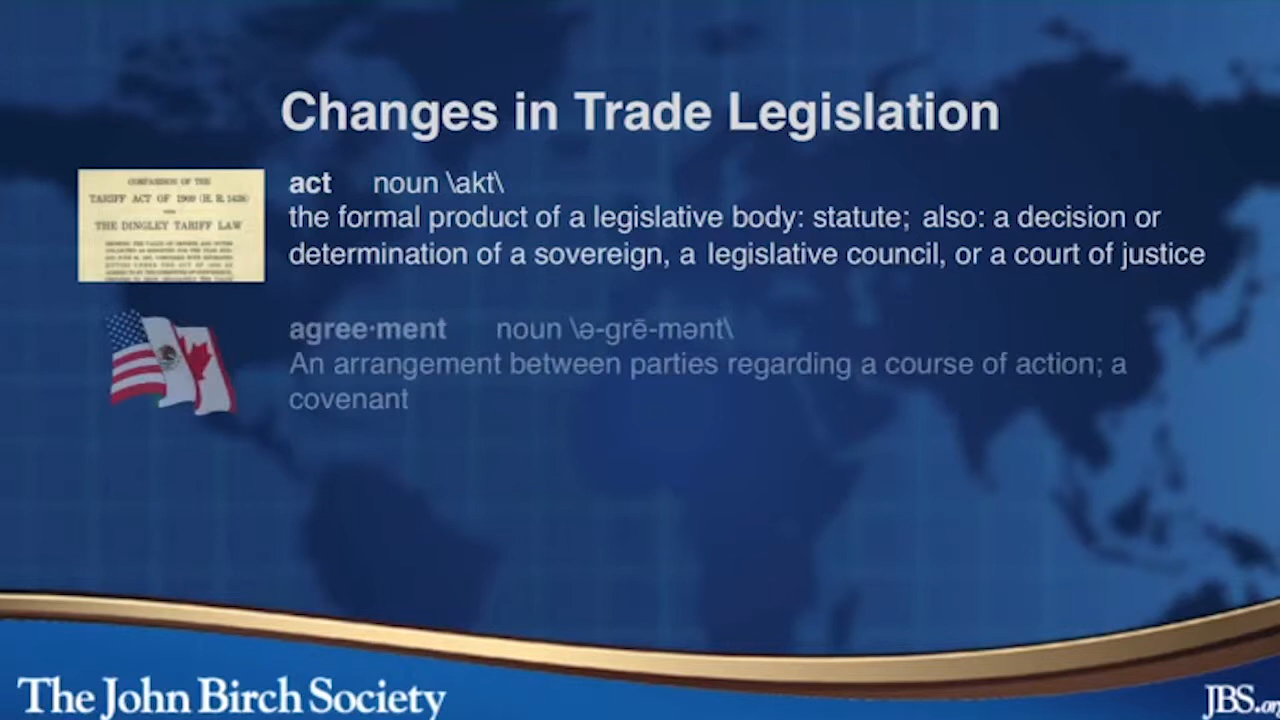 Changes in Trade Legislation
COMPARISON OF THE
TARIFF ACT OF 1909 (H. R. 1438)
THE DINGLEY TARIFF LAW
act noun \akt\
the formal product of a legislative body: statute; also: a decision or
determination of a sovereign, a legislative council, or a court of justice
agree·ment noun \ə-grē-mənt\
An arrangement between parties regarding a course of action; a
covenant
The John Birch Society
JBS.or